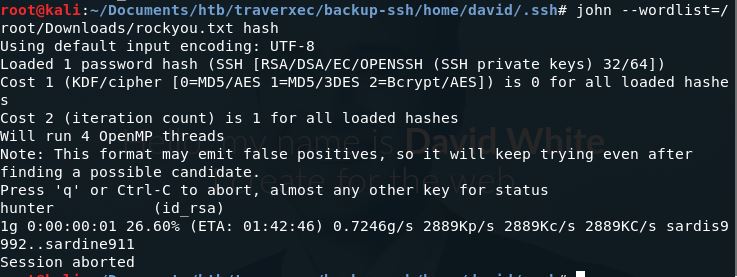 root@kali:~/Documents/htb/traverxec/backup-ssh/home/david/.ssh# john --wordlist=/
root/Downloads/rockyou.txt hash
Using default input encoding: UTF-8
Loaded 1 password hash (SSH [RSA/DSA/EC/OPENSSH (SSH private keys) 32/64])
Cost 1 (KDF/cipher [0=MD5/AES 1=MD5/3DES 2=Bcrypt/AES]) is 0 for all loaded hashe
s
Cost 2 (iteration count) is 1 for all loaded hashes
Will run 4 OpenMP threads
Hello, my name is David White
Note: This format may emit false positives, so it will keep trying even after
finding a possible candidate.
create for the web
Press 'q' or Ctrl-C to abort, almost any other key for status
hunter           (id_rsa)
1g 0:00:00:01 26.60% (ETA: 01:42:46) 0.7246g/s 2889Kp/s 2889Kc/s 2889KC/s sardis9
992..sardine911
Session aborted